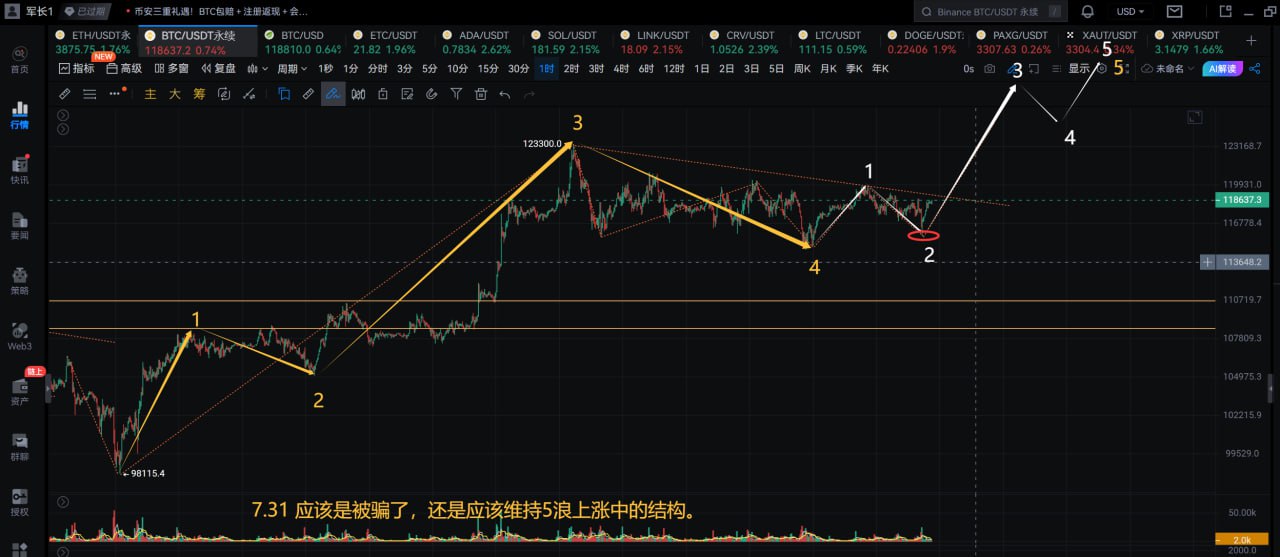 军长1 已过期 币安三重礼遇！BTC包赔＋注册返现＋会... Binance BTC/USDT 永续 / USD
ETH/USDT永 BTC/USDT永续 BTC/USD ETC/USDT ADA/USDT SOL/USDT LINK/USDT CRV/USDT LTC/USDT DOGE/USDT: PAXG/USDT XAUT/USDT XRP/USDT
3875.75 1.76% 118637.2 0.74% 118810.0 0.64% 21.82 1.96% 0.7834 2.62% 181.59 2.15% 18.09 2.15% 1.0526 2.39% 111.15 0.59% 0.22406 1.9% 3307.63 0.26% 3304.4 5 34% 3.1479 1.66%
NEW
首页 指标 高级 多窗 复盘 周期 1秒 1分 分时 3分 5分 10分 15分 30分 1时 2时 3时 4时 6时 12时 1日 2日 3日 5日 周K 月K 季K 年K 0s 3 显示 5 未命名 AI解读
主 大 筹
行情
快讯
要闻
策略
Web3
链上
资产
群聊
授权
3
123300.0
4
1
2
4
1
2
98115.4
123168.7
119931.0
118637.3
116778.4
113648.2
110719.7
107809.3
104975.3
102215.9
99529.0
7.31 应该是被骗了，还是应该维持5浪上涨中的结构。
50.00k
2.0k
2000.0